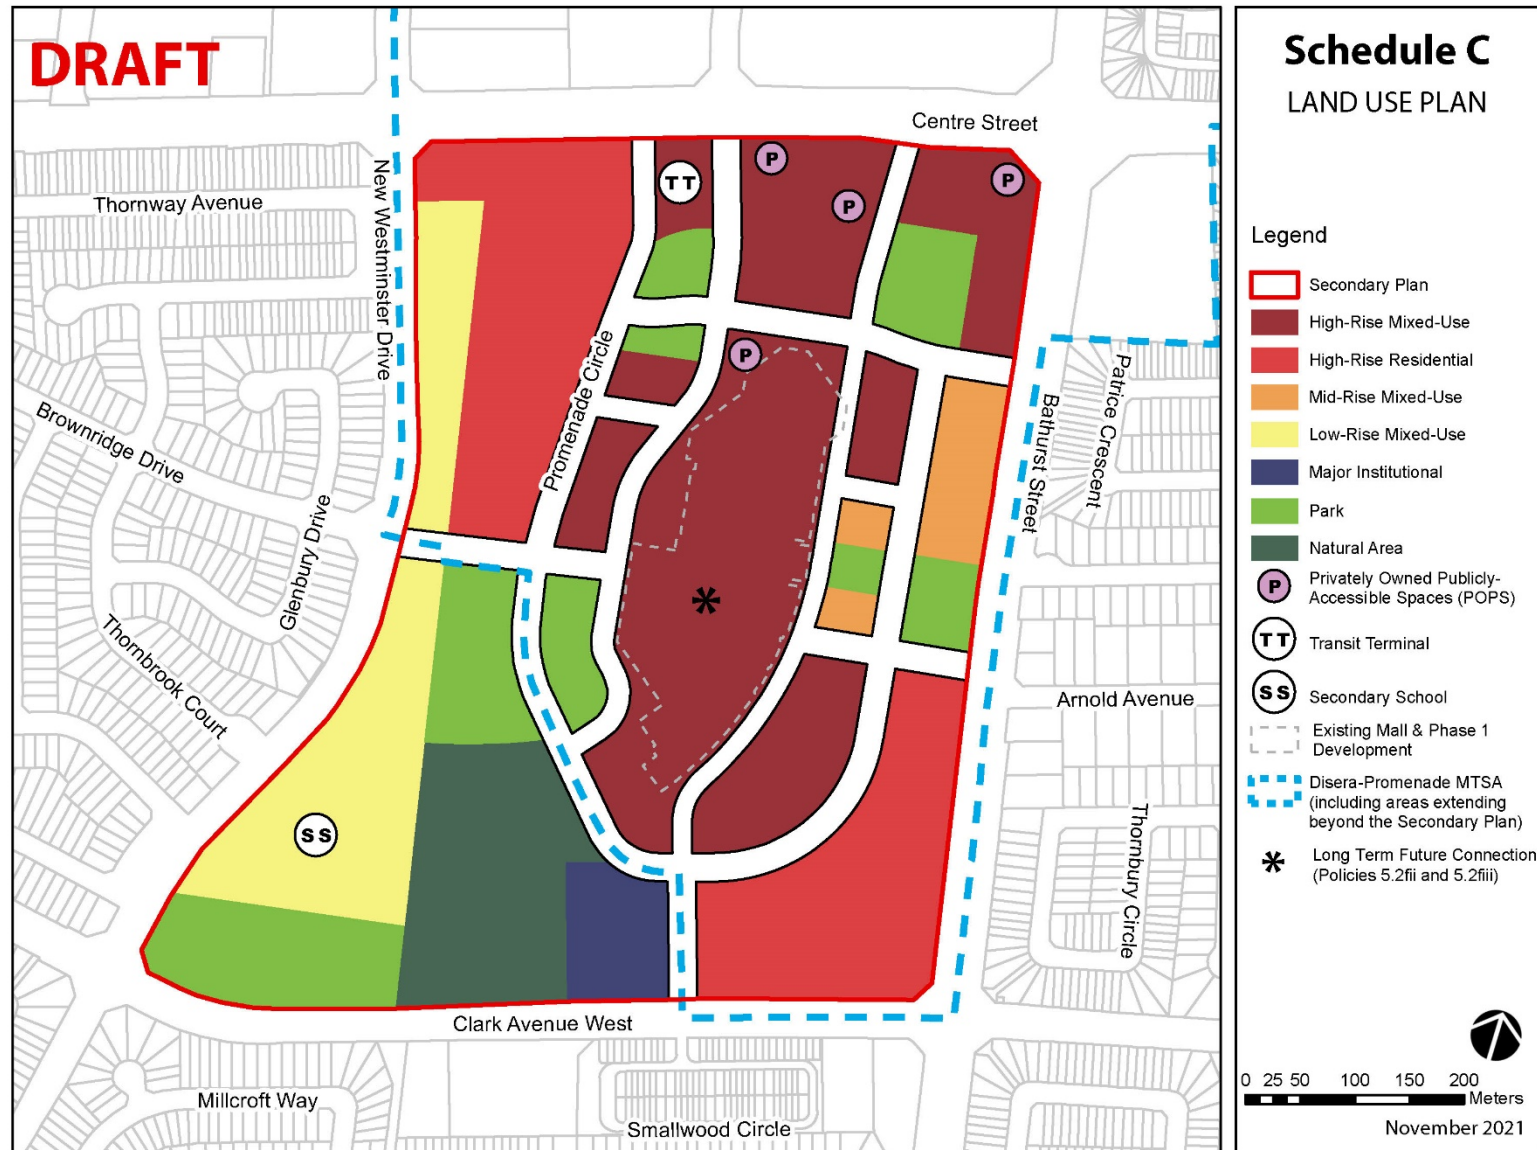 DRAFT
Centre Street
Thornway Avenue
New Westminster Drive
TT
P
P
P
P
Promenade Circle
Brownridge Drive
Glenbury Drive
Thornbrook Court
Patrice Crescent
Bathurst Street
*
Arnold Avenue
SS
Thornbury Circle
Clark Avenue West
Millcroft Way
Smallwood Circle
Schedule C
LAND USE PLAN
Legend
Secondary Plan
High-Rise Mixed-Use
High-Rise Residential
Mid-Rise Mixed-Use
Low-Rise Mixed-Use
Major Institutional
Park
Natural Area
P Privately Owned Publicly-
Accessible Spaces (POPS)
TT Transit Terminal
SS Secondary School
Existing Mall & Phase 1
Development
Disera-Promenade MTSA
(including areas extending
beyond the Secondary Plan)
* Long Term Future Connection
(Policies 5.2fii and 5.2fiii)
0 25 50 100 150 200
Meters
November 2021